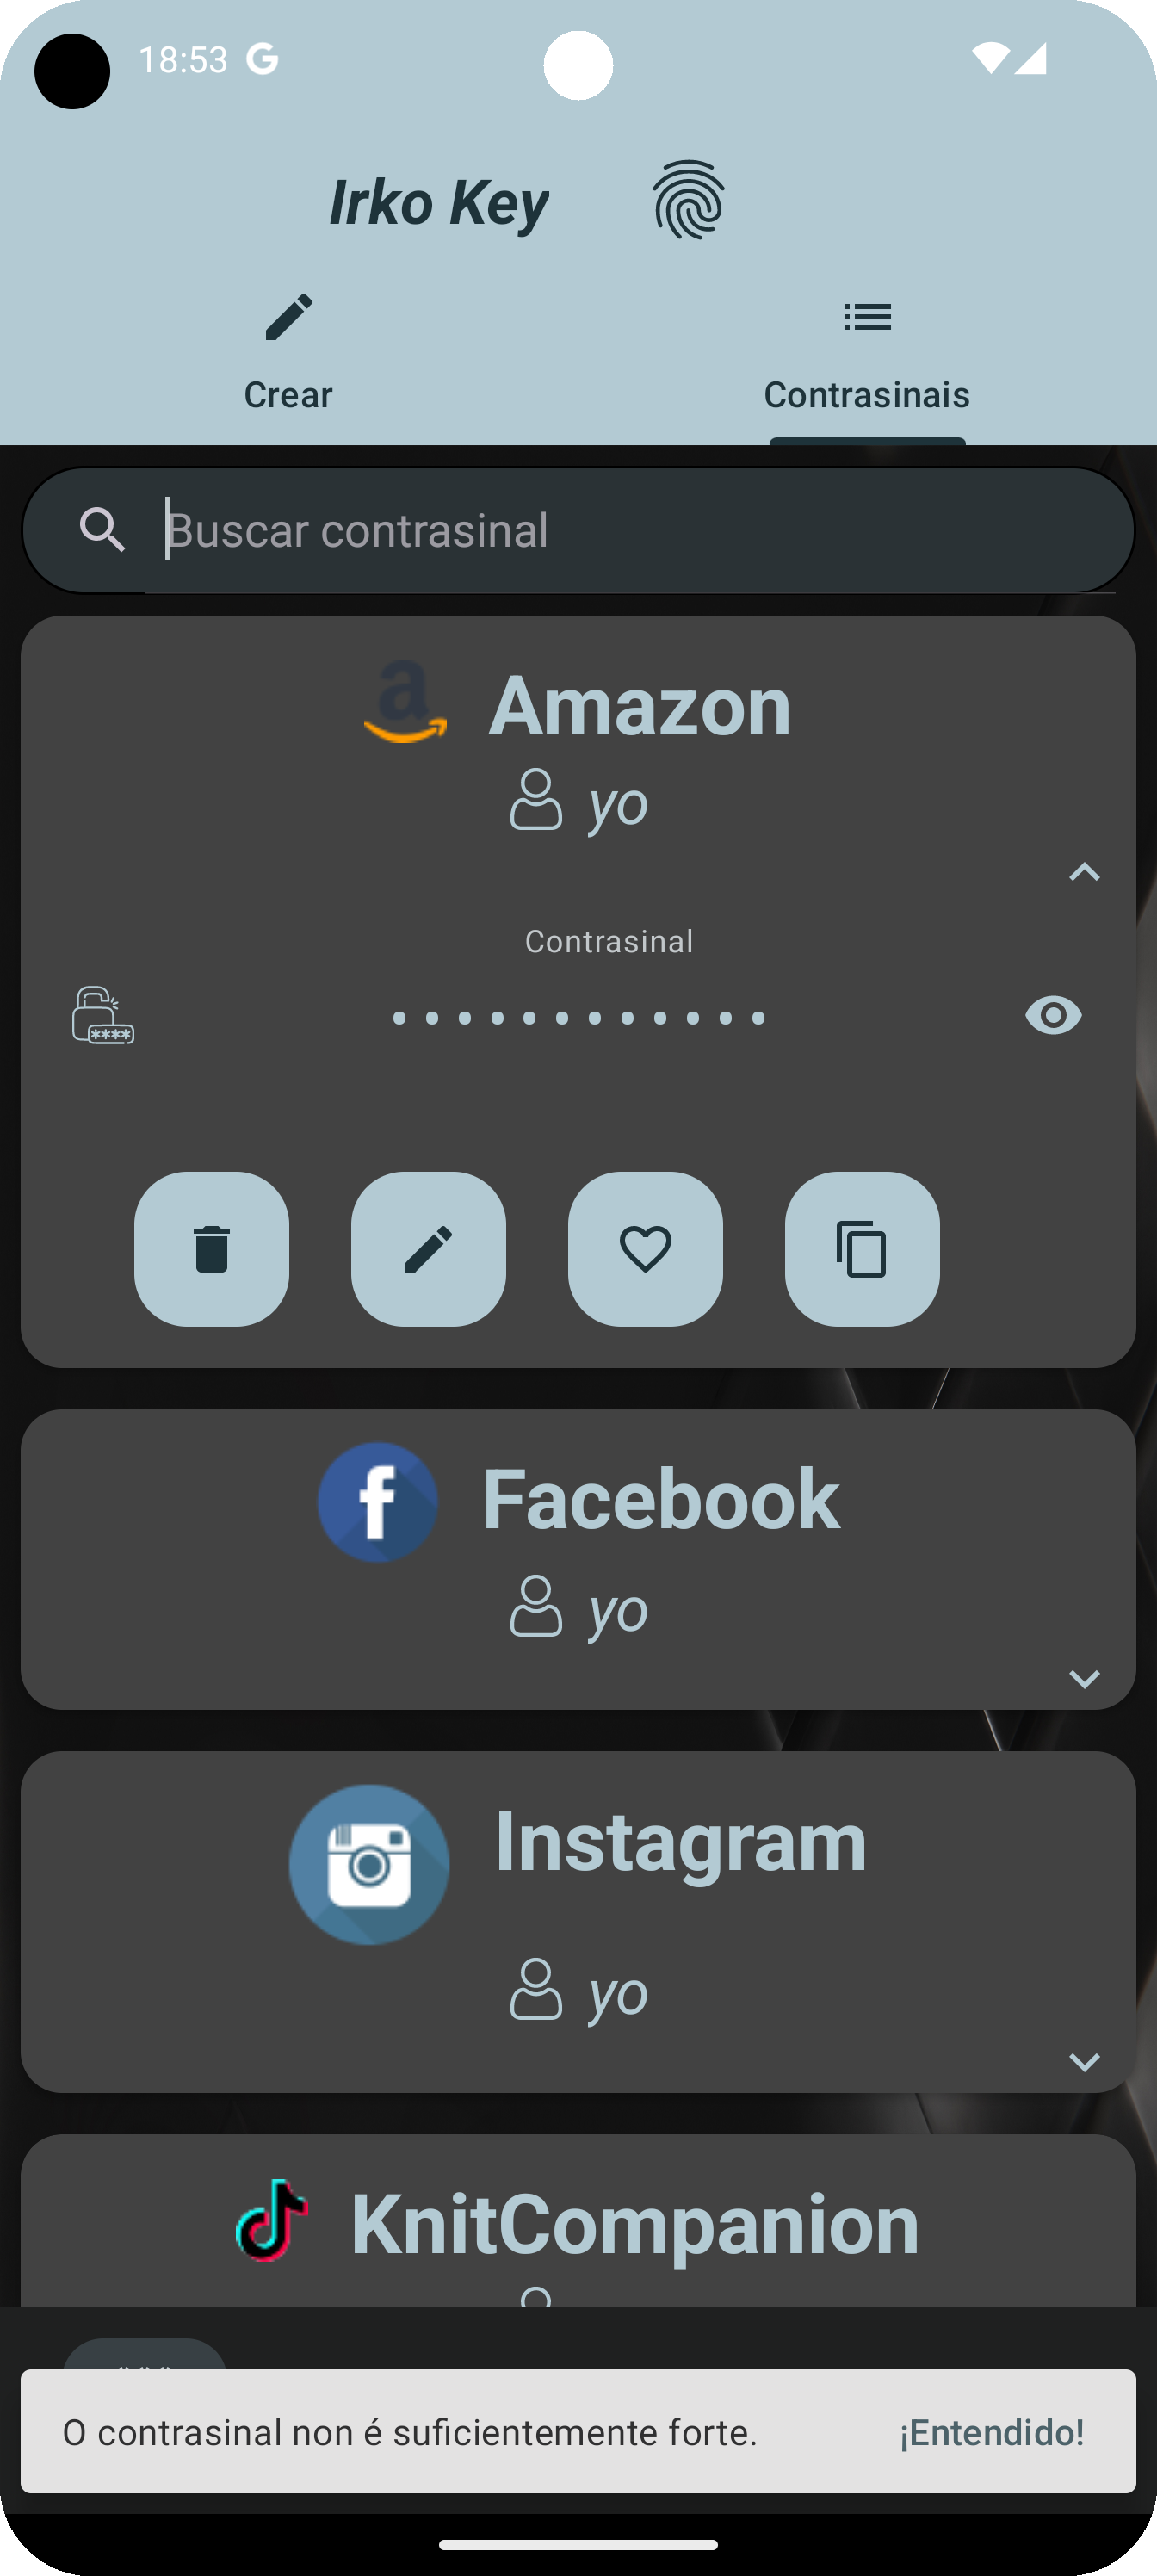 18:53
Irko Key
Crear
Contrasinais
Buscar contrasinal
Amazon
yo
Contrasinal
••••••••••••
****
Facebook
yo
Instagram
yo
KnitCompanion
O contrasinal non é suficientemente forte.
¡Entendido!